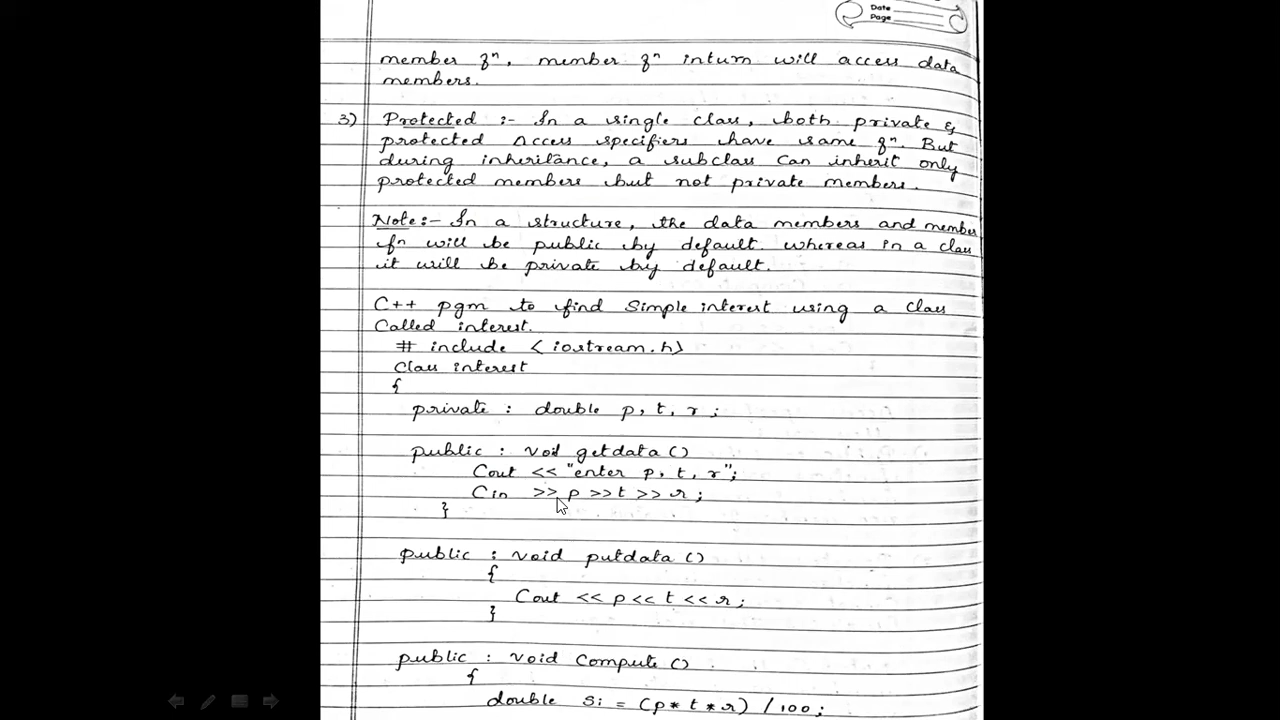 Date
Page
member fⁿ, member fⁿ inturn will access data
members.
3) Protected :- In a single class, both private &
protected Access specifiers have same fⁿ. But
during inheritance, a subclass can inherit only
protected members but not private members.
Note:- In a structure, the data members and member
fn will be public by default. whereas in a class
it will be private by default.
C++ pgm to find Simple interest using a class
Called interest.
# include <iostream.h>
Class interest
{
private : double p, t, r ;
public : void getdata ()
Cout << "enter p, t, r";
Cin >> p >> t >> r ;
}
public : void putdata ()
{
Cout << p << t << r ;
}
public : void Compute ()
{
double Si = (p * t * r) / 100 ;